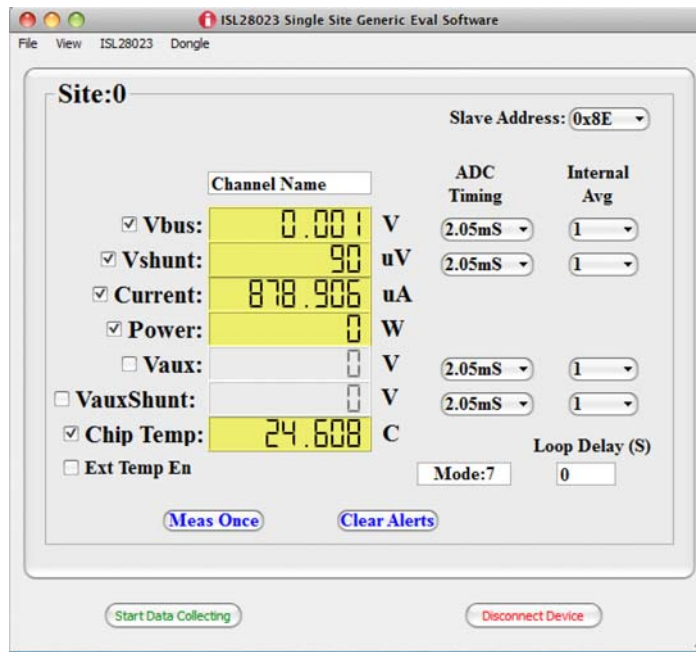 ISL28023 Single Site Generic Eval Software
File View ISL28023 Dongle
Site:0
Slave Address: 0x8E
Channel Name
ADC Timing
Internal Avg
Vbus: 0.001 V 2.05mS 1
Vshunt: 90 uV 2.05mS 1
Current: 878.906 uA
Power: 0 W
Vaux: 0 V 2.05mS 1
VauxShunt: 0 V 2.05mS 1
Chip Temp: 24.608 C
Loop Delay (S)
Ext Temp En Mode:7 0
Meas Once Clear Alerts
Start Data Collecting Disconnect Device